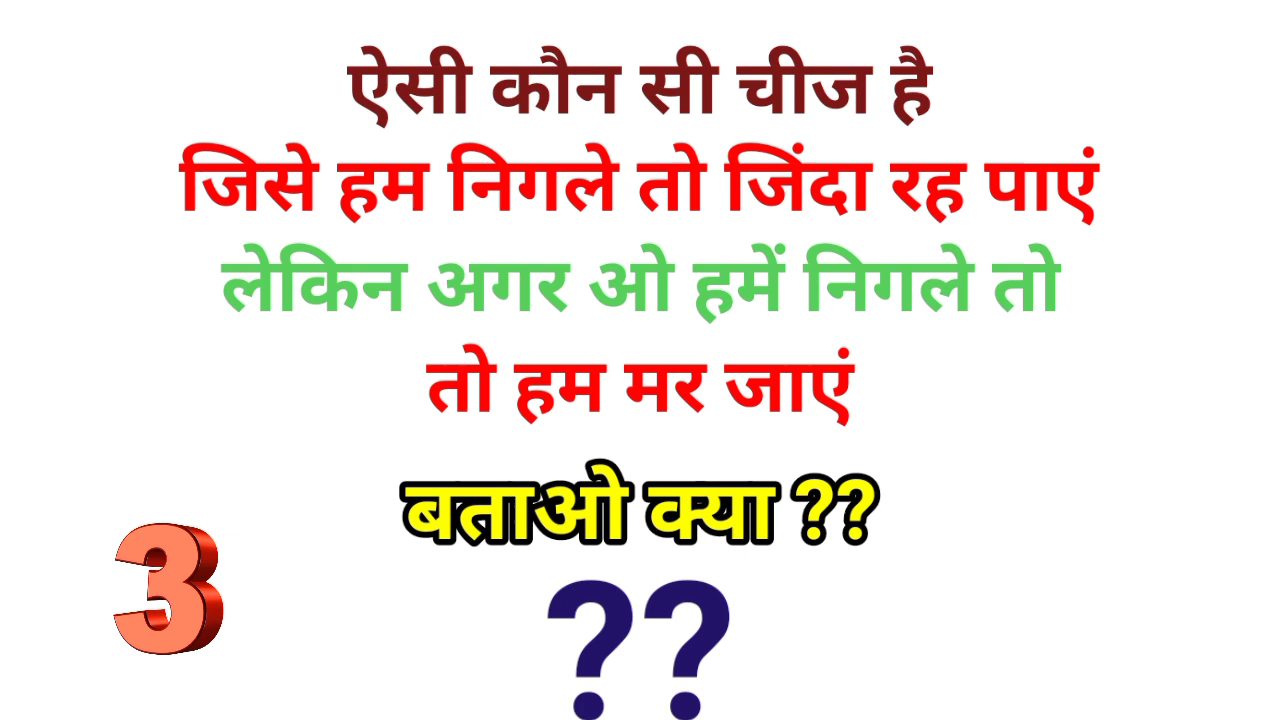 ऐसी कौन सी चीज है
जिसे हम निगले तो जिंदा रह पाएं
लेकिन अगर ओ हमें निगले तो
तो हम मर जाएं
बताओ क्या ??
3
??